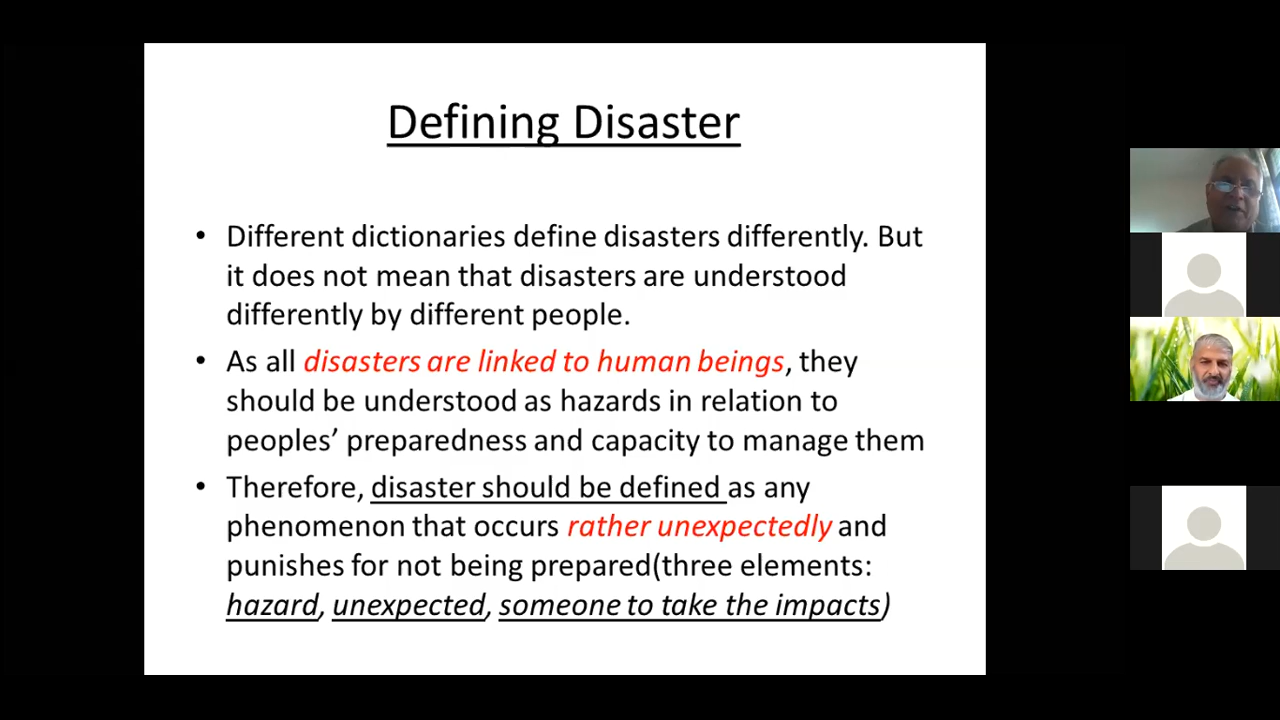 Defining Disaster
• Different dictionaries define disasters differently. But
it does not mean that disasters are understood
differently by different people.
• As all disasters are linked to human beings, they
should be understood as hazards in relation to
peoples’ preparedness and capacity to manage them
• Therefore, disaster should be defined as any
phenomenon that occurs rather unexpectedly and
punishes for not being prepared(three elements:
hazard, unexpected, someone to take the impacts)